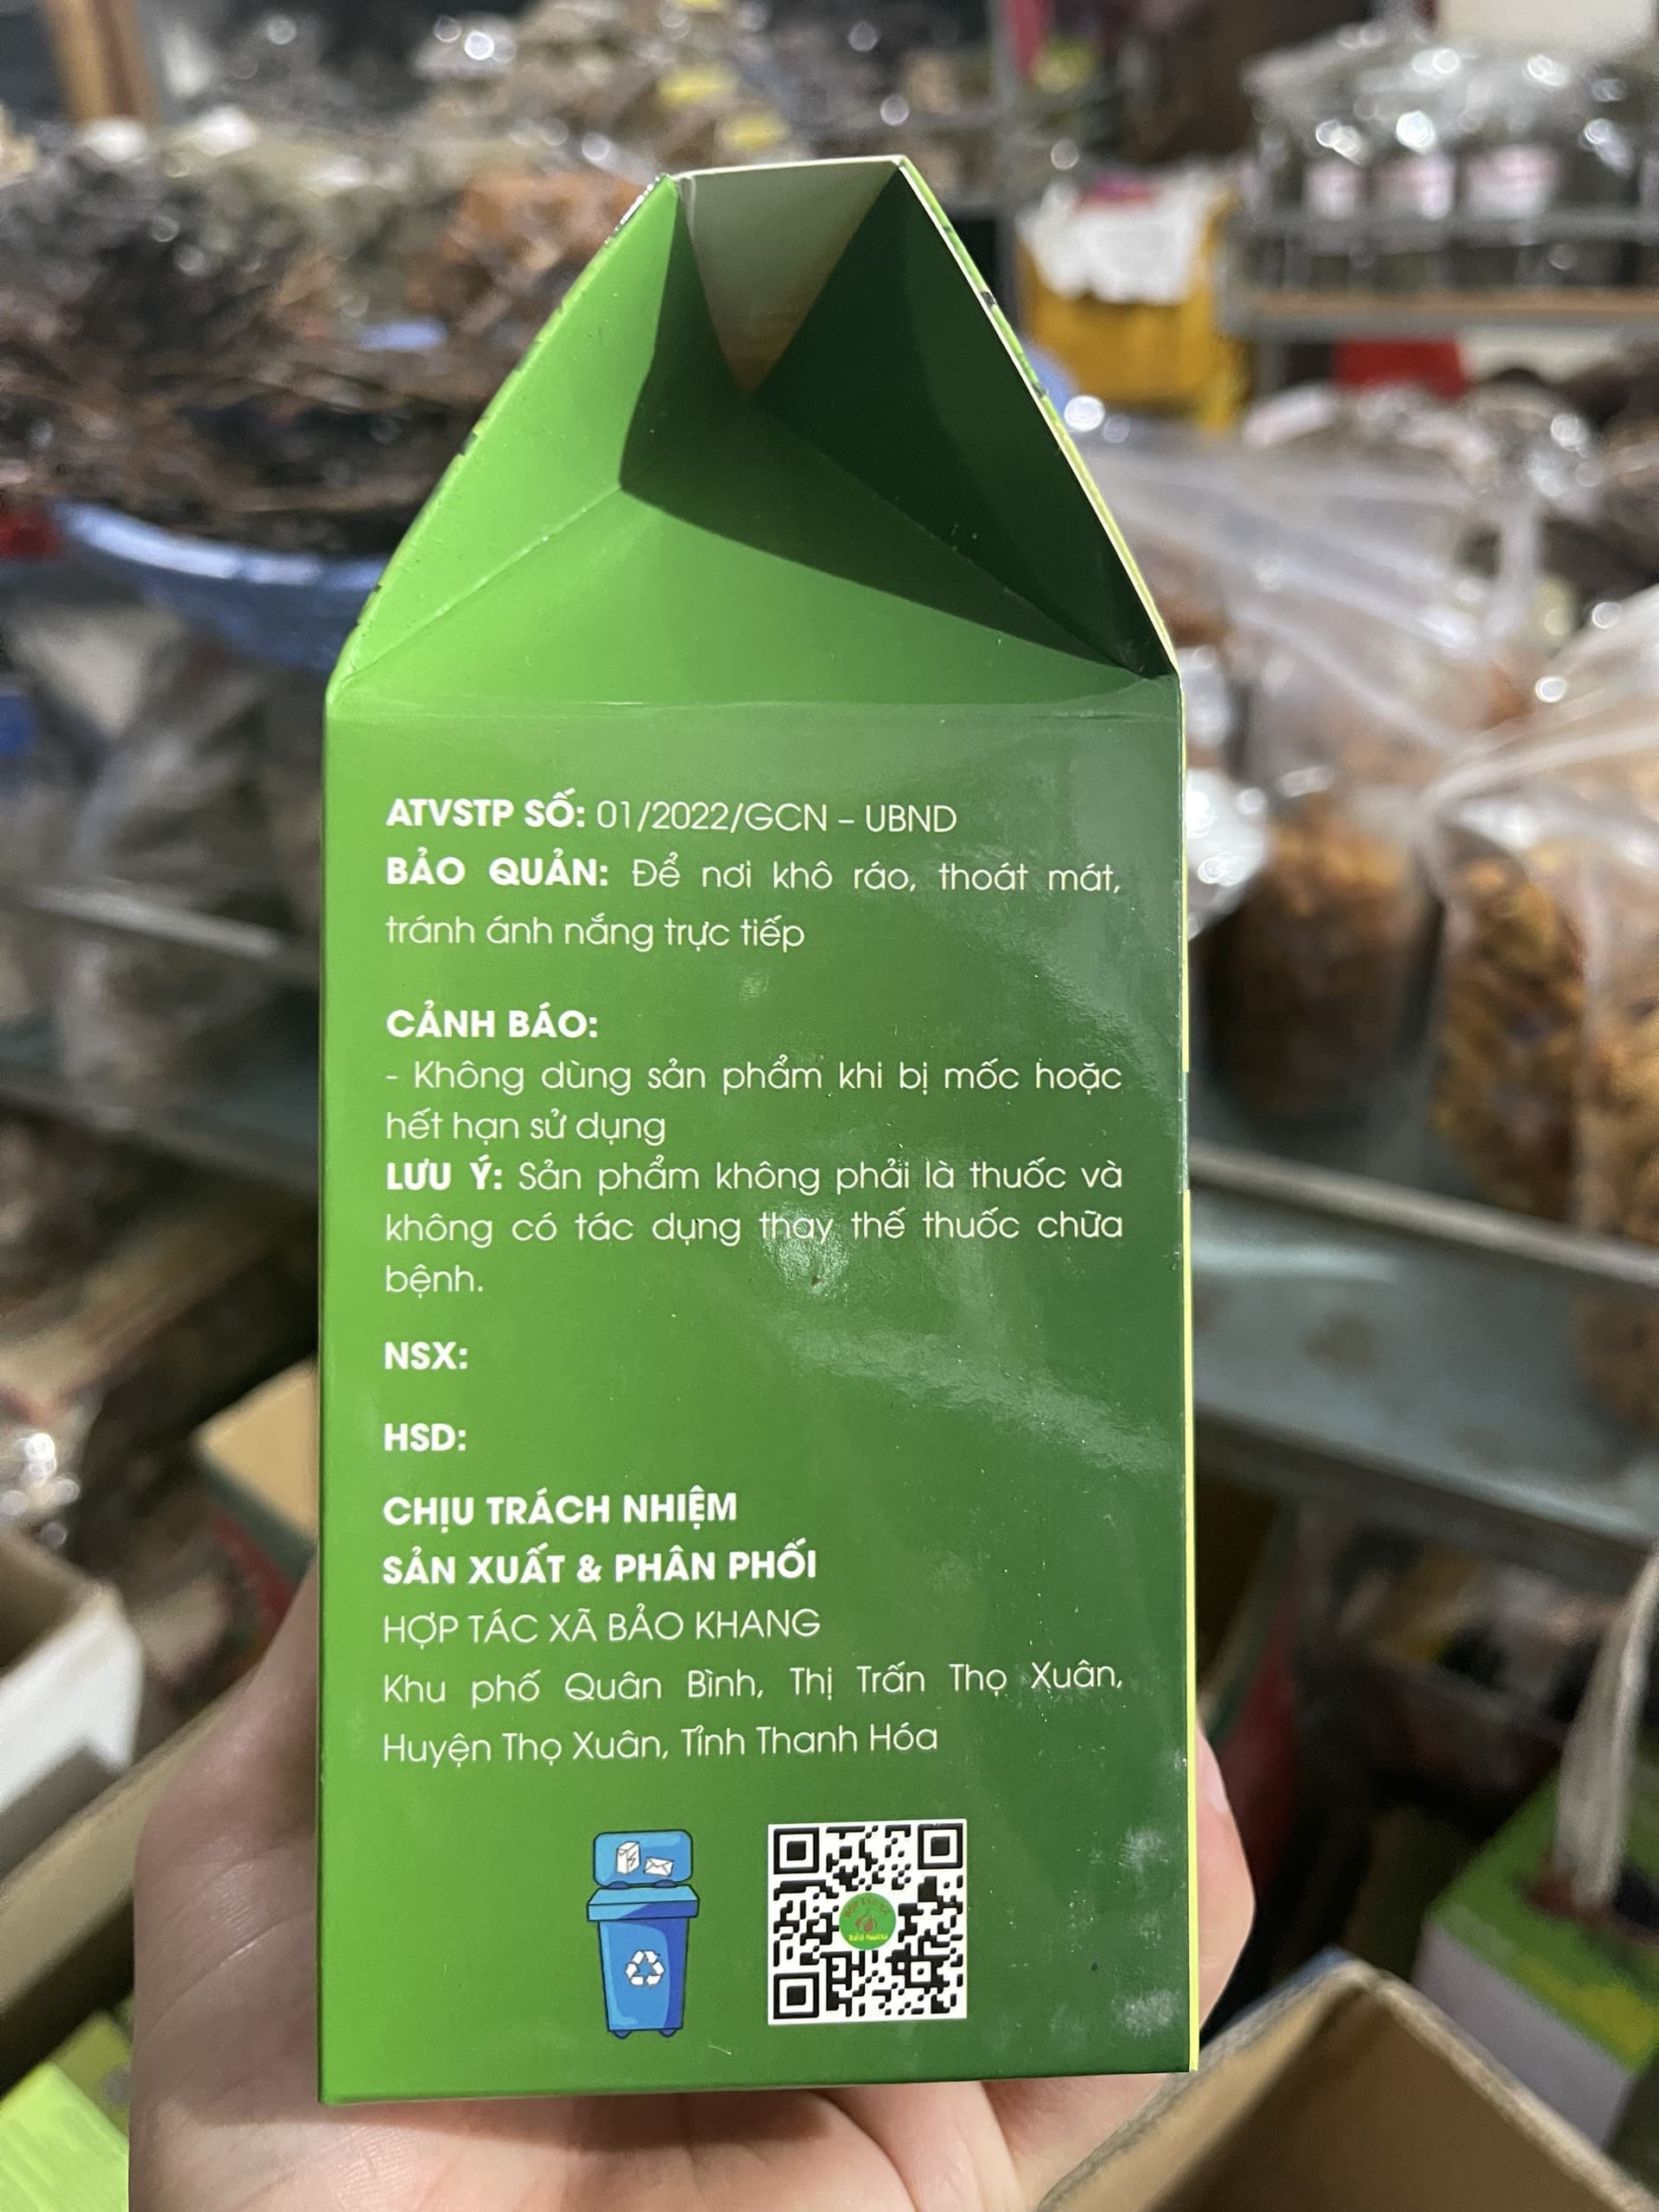 ATVSTP SỐ: 01/2022/GCN – UBND
BẢO QUẢN: Để nơi khô ráo, thoát mát,
tránh ánh nắng trực tiếp
CẢNH BÁO:
- Không dùng sản phẩm khi bị mốc hoặc
hết hạn sử dụng
LƯU Ý: Sản phẩm không phải là thuốc và
không có tác dụng thay thế thuốc chữa
bệnh.
NSX:
HSD:
CHỊU TRÁCH NHIỆM
SẢN XUẤT & PHÂN PHỐI
HỢP TÁC XÃ BẢO KHANG
Khu phố Quân Bình, Thị Trấn Thọ Xuân,
Huyện Thọ Xuân, Tỉnh Thanh Hóa